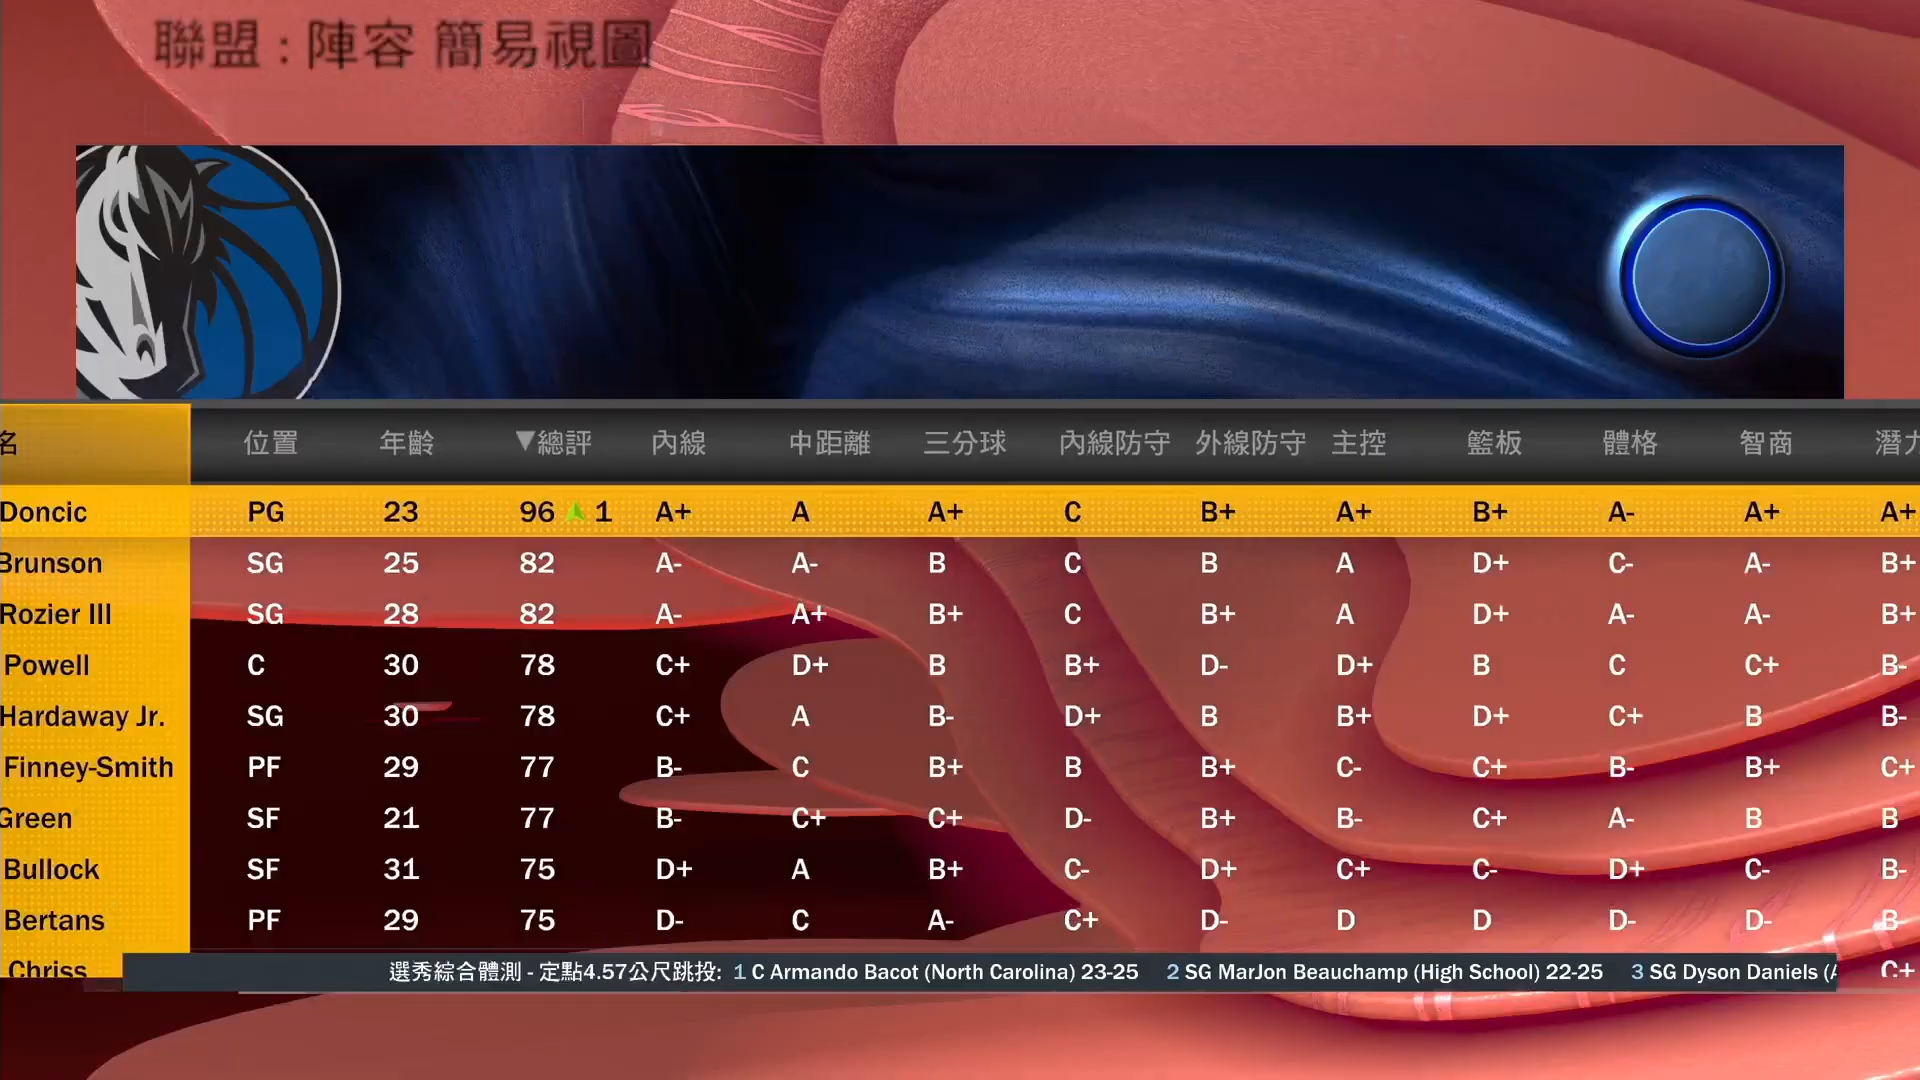 聯盟 : 陣容 簡易視圖
名 位置 年齡 ▼總評 內線 中距離 三分球 內線防守 外線防守 主控 籃板 體格 智商 潛力
Doncic PG 23 96 ▲ 1 A+ A A+ C B+ A+ B+ A- A+ A+
Brunson SG 25 82 A- A- B C B A D+ C- A- B+
Rozier III SG 28 82 A- A+ B+ C B+ A D+ A- A- B+
Powell C 30 78 C+ D+ B B+ D- D+ B C C+ B-
Hardaway Jr. SG 30 78 C+ A B- D+ B B+ D+ C+ B B-
Finney-Smith PF 29 77 B- C B+ B B+ C- C+ B- B+ C+
Green SF 21 77 B- C+ C+ D- B+ B- C+ A- B B
Bullock SF 31 75 D+ A B+ C- D+ C+ C- D+ C- B-
Bertans PF 29 75 D- C A- C+ D- D D D- D- B-
Chriss C+
選秀綜合體測 - 定點4.57公尺跳投: 1 C Armando Bacot (North Carolina) 23-25 2 SG MarJon Beauchamp (High School) 22-25 3 SG Dyson Daniels (